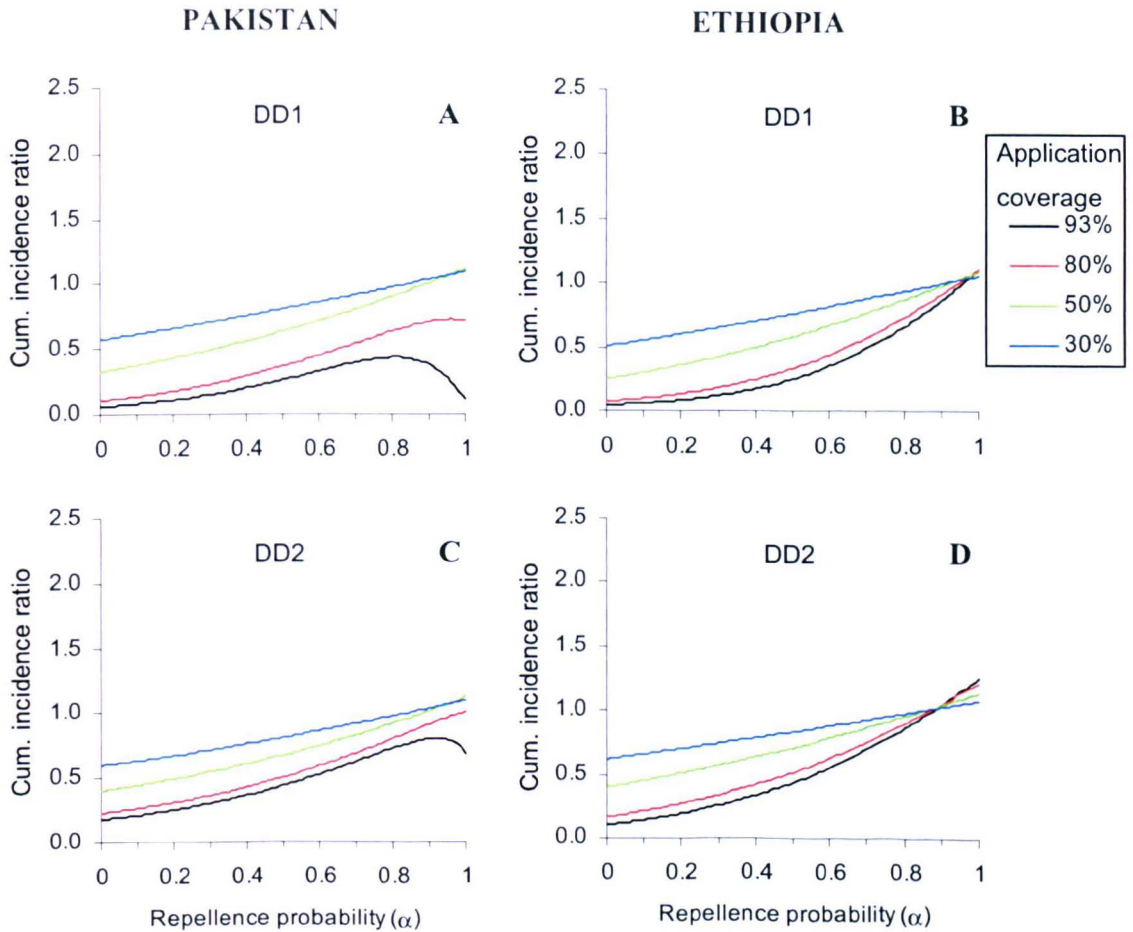 PAKISTAN
ETHIOPIA
DD1
A
Cum. incidence ratio
2.5
2.0
1.5
1.0
0.5
0.0
0 0.2 0.4 0.6 0.8 1
DD1
B
Cum. incidence ratio
2.5
2.0
1.5
1.0
0.5
0.0
0 0.2 0.4 0.6 0.8 1
Application
coverage
93%
80%
50%
30%
DD2
C
Cum. incidence ratio
2.5
2.0
1.5
1.0
0.5
0.0
0 0.2 0.4 0.6 0.8 1
Repellence probability (α)
DD2
D
Cum. incidence ratio
2.5
2.0
1.5
1.0
0.5
0.0
0 0.2 0.4 0.6 0.8 1
Repellence probability (α)